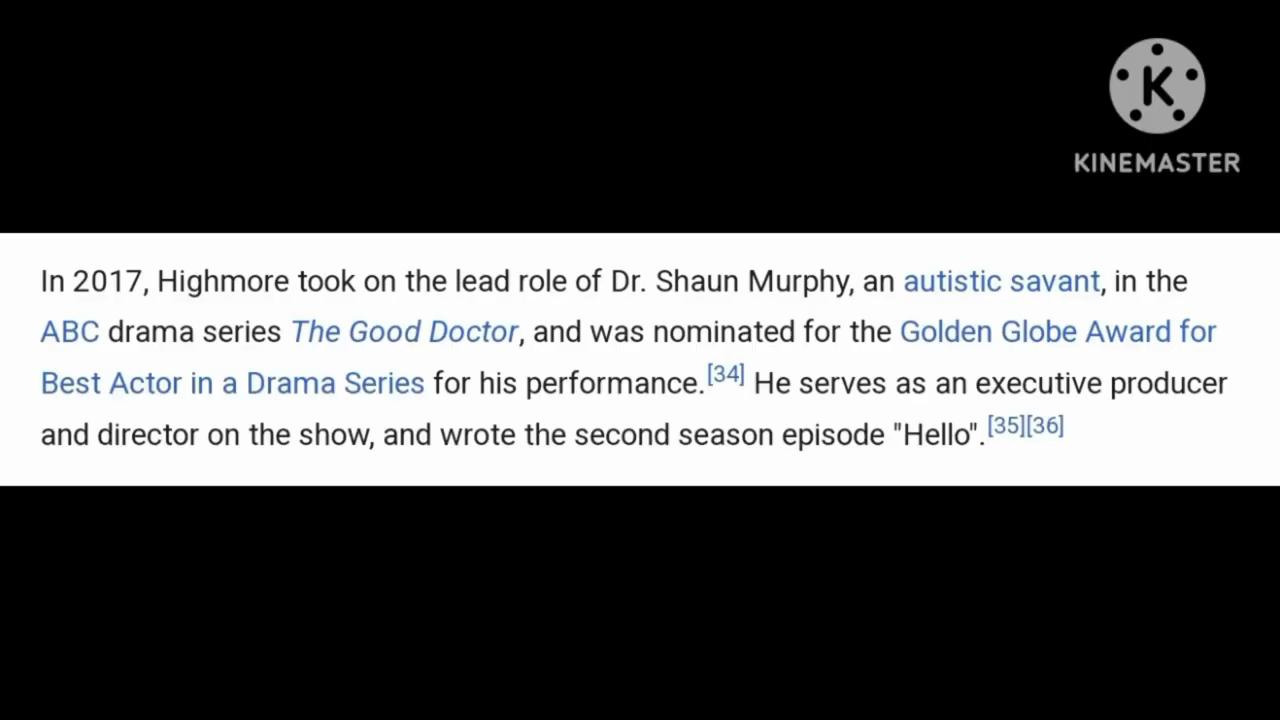 K
KINEMASTER
In 2017, Highmore took on the lead role of Dr. Shaun Murphy, an autistic savant, in the
ABC drama series The Good Doctor, and was nominated for the Golden Globe Award for
Best Actor in a Drama Series for his performance.[34] He serves as an executive producer
and director on the show, and wrote the second season episode "Hello".[35][36]